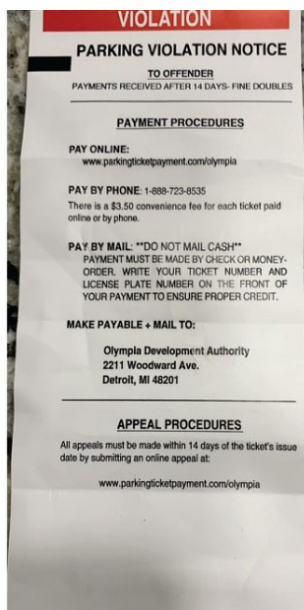 VIOLATION
PARKING VIOLATION NOTICE
TO OFFENDER
PAYMENTS RECEIVED AFTER 14 DAYS- FINE DOUBLES
PAYMENT PROCEDURES
PAY ONLINE:
www.parkingticketpayment.com/olympia
PAY BY PHONE: 1-888-723-8535
There is a $3.50 convenience fee for each ticket paid
online or by phone.
PAY BY MAIL: **DO NOT MAIL CASH**
PAYMENT MUST BE MADE BY CHECK OR MONEY-
ORDER. WRITE YOUR TICKET NUMBER AND
LICENSE PLATE NUMBER ON THE FRONT OF
YOUR PAYMENT TO ENSURE PROPER CREDIT.
MAKE PAYABLE + MAIL TO:
Olympia Development Authority
2211 Woodward Ave.
Detroit, MI 48201
APPEAL PROCEDURES
All appeals must be made within 14 days of the ticket's issue
date by submitting an online appeal at:
www.parkingticketpayment.com/olympia